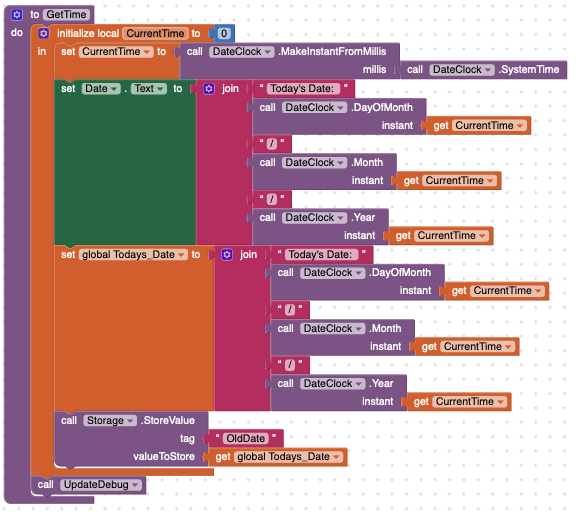 to GetTime
do initialize local CurrentTime to 0
in set CurrentTime to call DateClock .MakeInstantFromMillis
millis call DateClock .SystemTime
set Date . Text to join " Today's Date: "
call DateClock .DayOfMonth
instant get CurrentTime
" / "
call DateClock .Month
instant get CurrentTime
" / "
call DateClock .Year
instant get CurrentTime
set global Todays_Date to join " Today's Date: "
call DateClock .DayOfMonth
instant get CurrentTime
" / "
call DateClock .Month
instant get CurrentTime
" / "
call DateClock .Year
instant get CurrentTime
call Storage .StoreValue
tag " OldDate "
valueToStore get global Todays_Date
call UpdateDebug